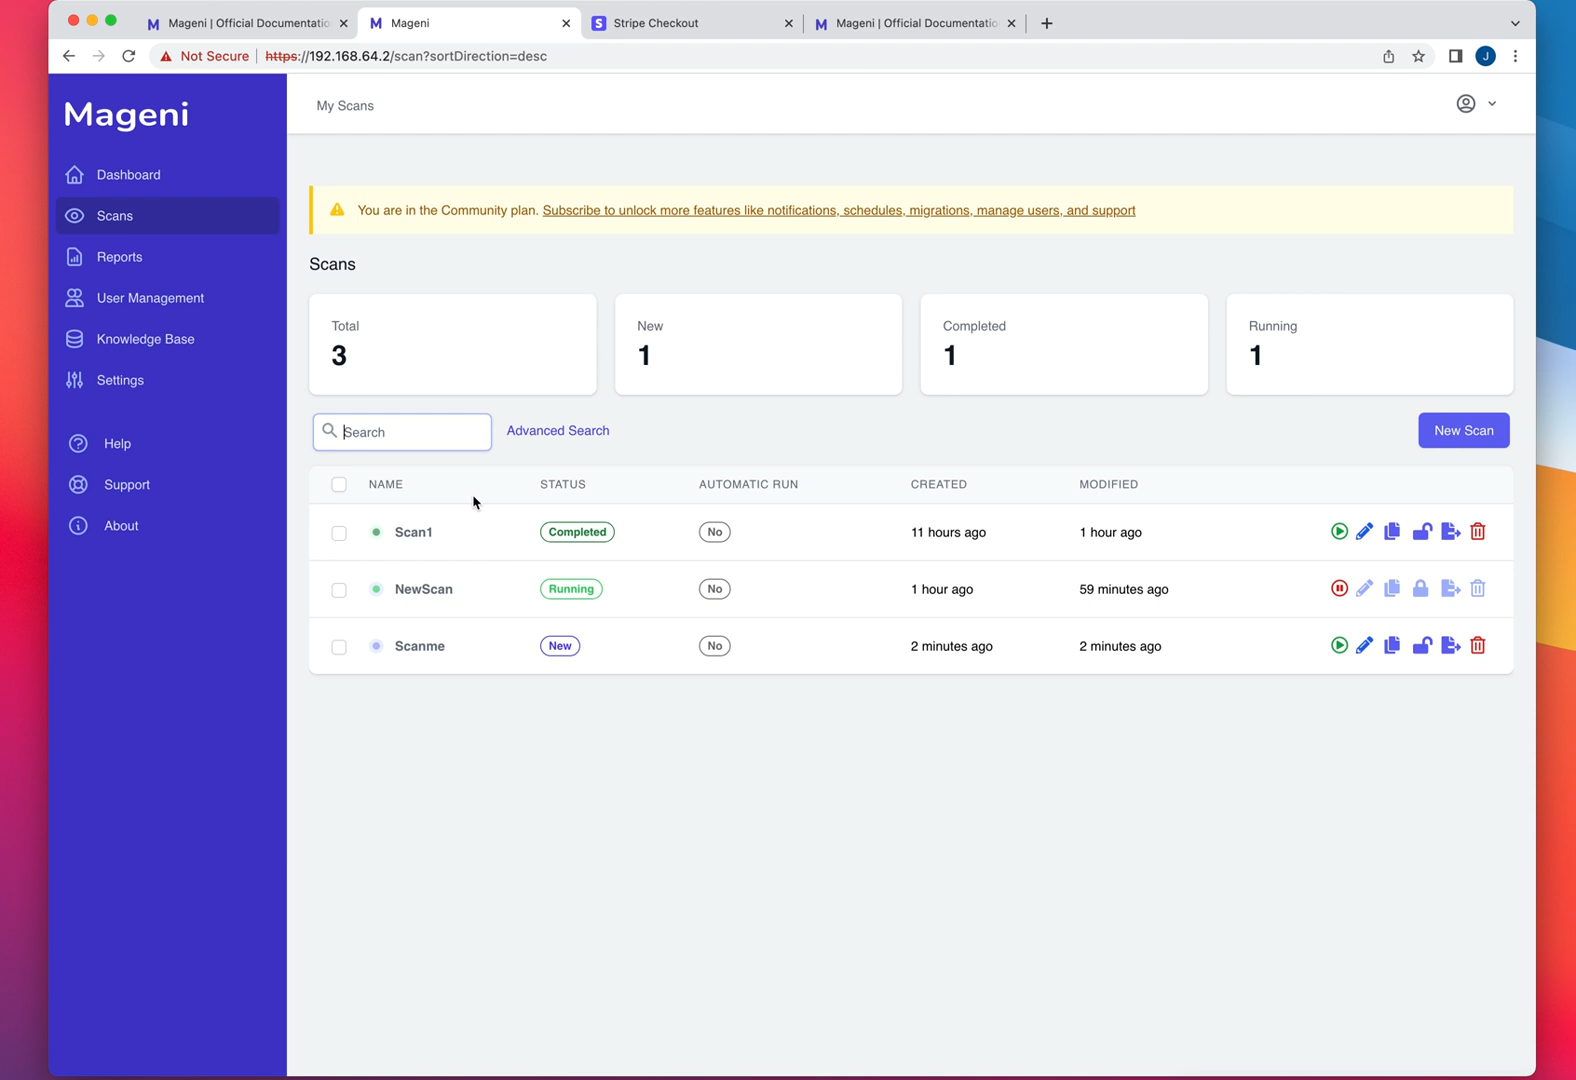 Mageni | Official Documentatio
Mageni
Stripe Checkout
Mageni | Official Documentatio
Not Secure
https://192.168.64.2/scan?sortDirection=desc
J
Mageni
My Scans
Dashboard
Scans
Reports
User Management
Knowledge Base
Settings
Help
Support
About
You are in the Community plan. Subscribe to unlock more features like notifications, schedules, migrations, manage users, and support
Scans
Total
3
New
1
Completed
1
Running
1
Search
Advanced Search
New Scan
NAME STATUS AUTOMATIC RUN CREATED MODIFIED
Scan1 Completed No 11 hours ago 1 hour ago
NewScan Running No 1 hour ago 59 minutes ago
Scanme New No 2 minutes ago 2 minutes ago